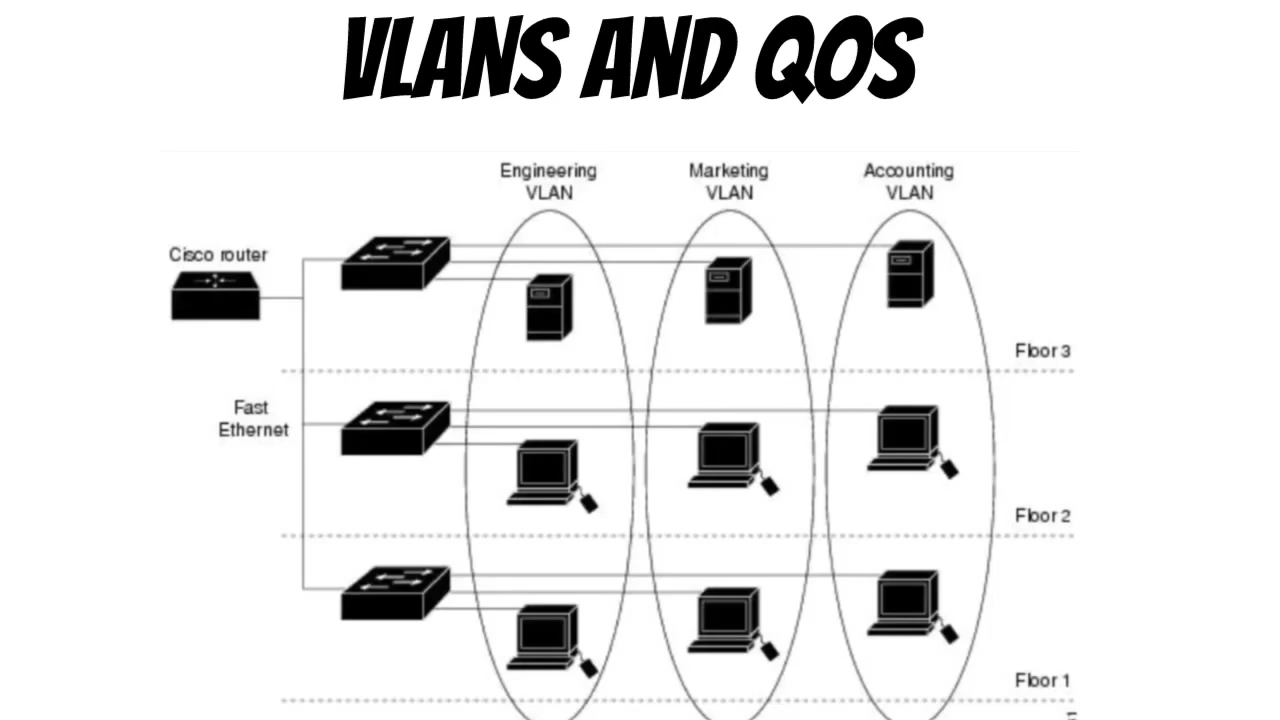 VLANS AND QOS
Engineering
VLAN
Marketing
VLAN
Accounting
VLAN
Cisco router
Floor 3
Fast
Ethernet
Floor 2
Floor 1